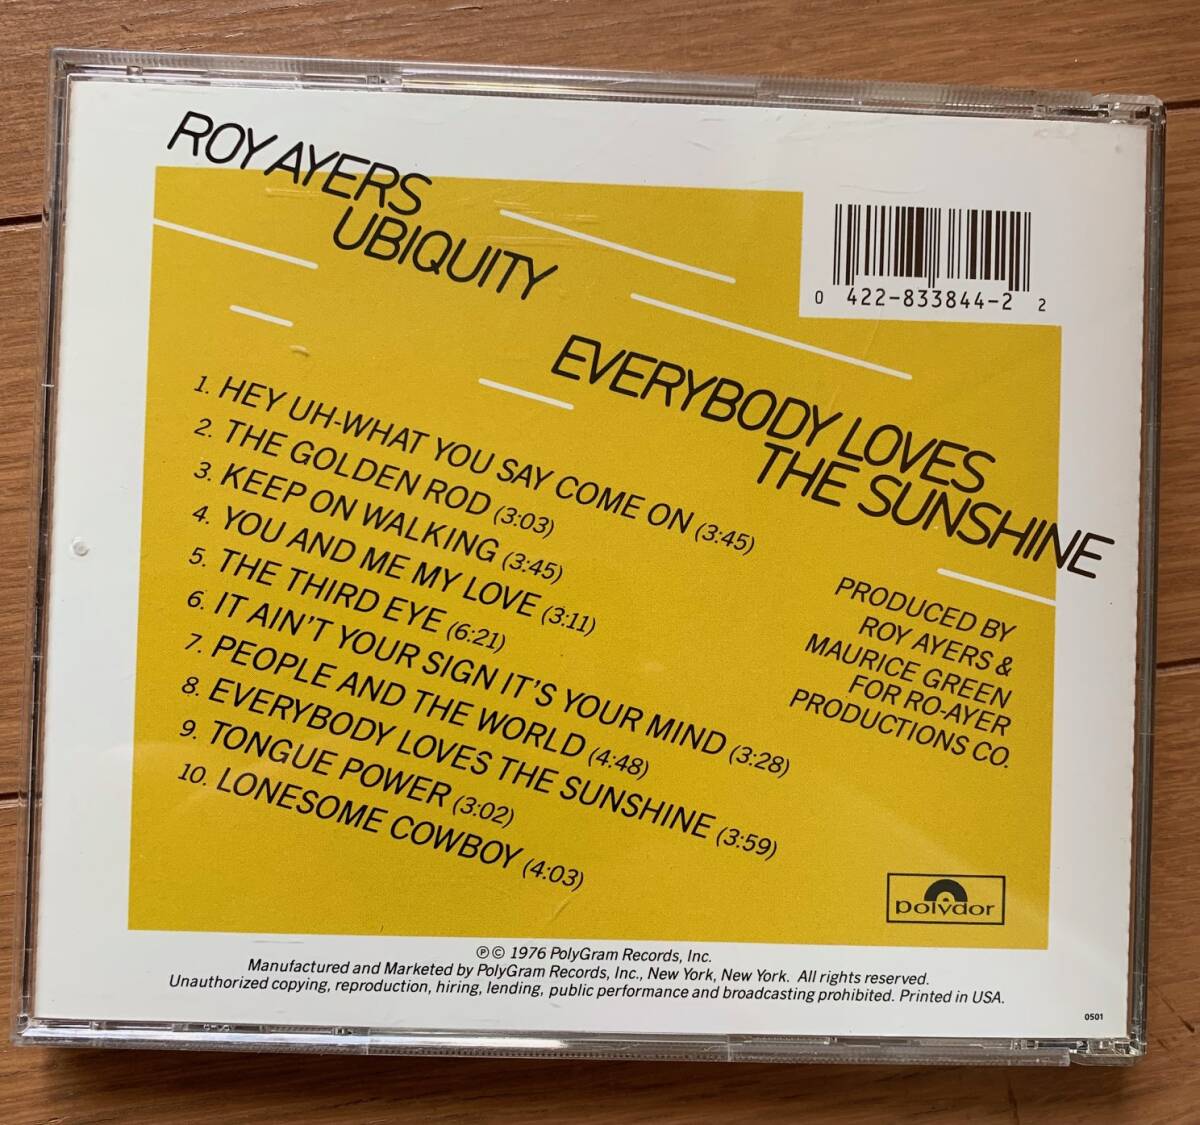 ROY AYERS
UBIQUITY
0 422-833844-2 2
EVERYBODY LOVES
THE SUNSHINE
1. HEY UH-WHAT YOU SAY COME ON (3:45)
2. THE GOLDEN ROD (3:03)
3. KEEP ON WALKING (3:45)
4. YOU AND ME MY LOVE (3:11)
5. THE THIRD EYE (6:21)
6. IT AIN'T YOUR SIGN IT'S YOUR MIND (3:28)
7. PEOPLE AND THE WORLD (4:48)
8. EVERYBODY LOVES THE SUNSHINE (3:59)
9. TONGUE POWER (3:02)
10. LONESOME COWBOY (4:03)
PRODUCED BY
ROY AYERS &
MAURICE GREEN
FOR RO-AYER
PRODUCTIONS CO.
polydor
℗ © 1976 PolyGram Records, Inc.
Manufactured and Marketed by PolyGram Records, Inc., New York, New York. All rights reserved.
Unauthorized copying, reproduction, hiring, lending, public performance and broadcasting prohibited. Printed in USA.
0501